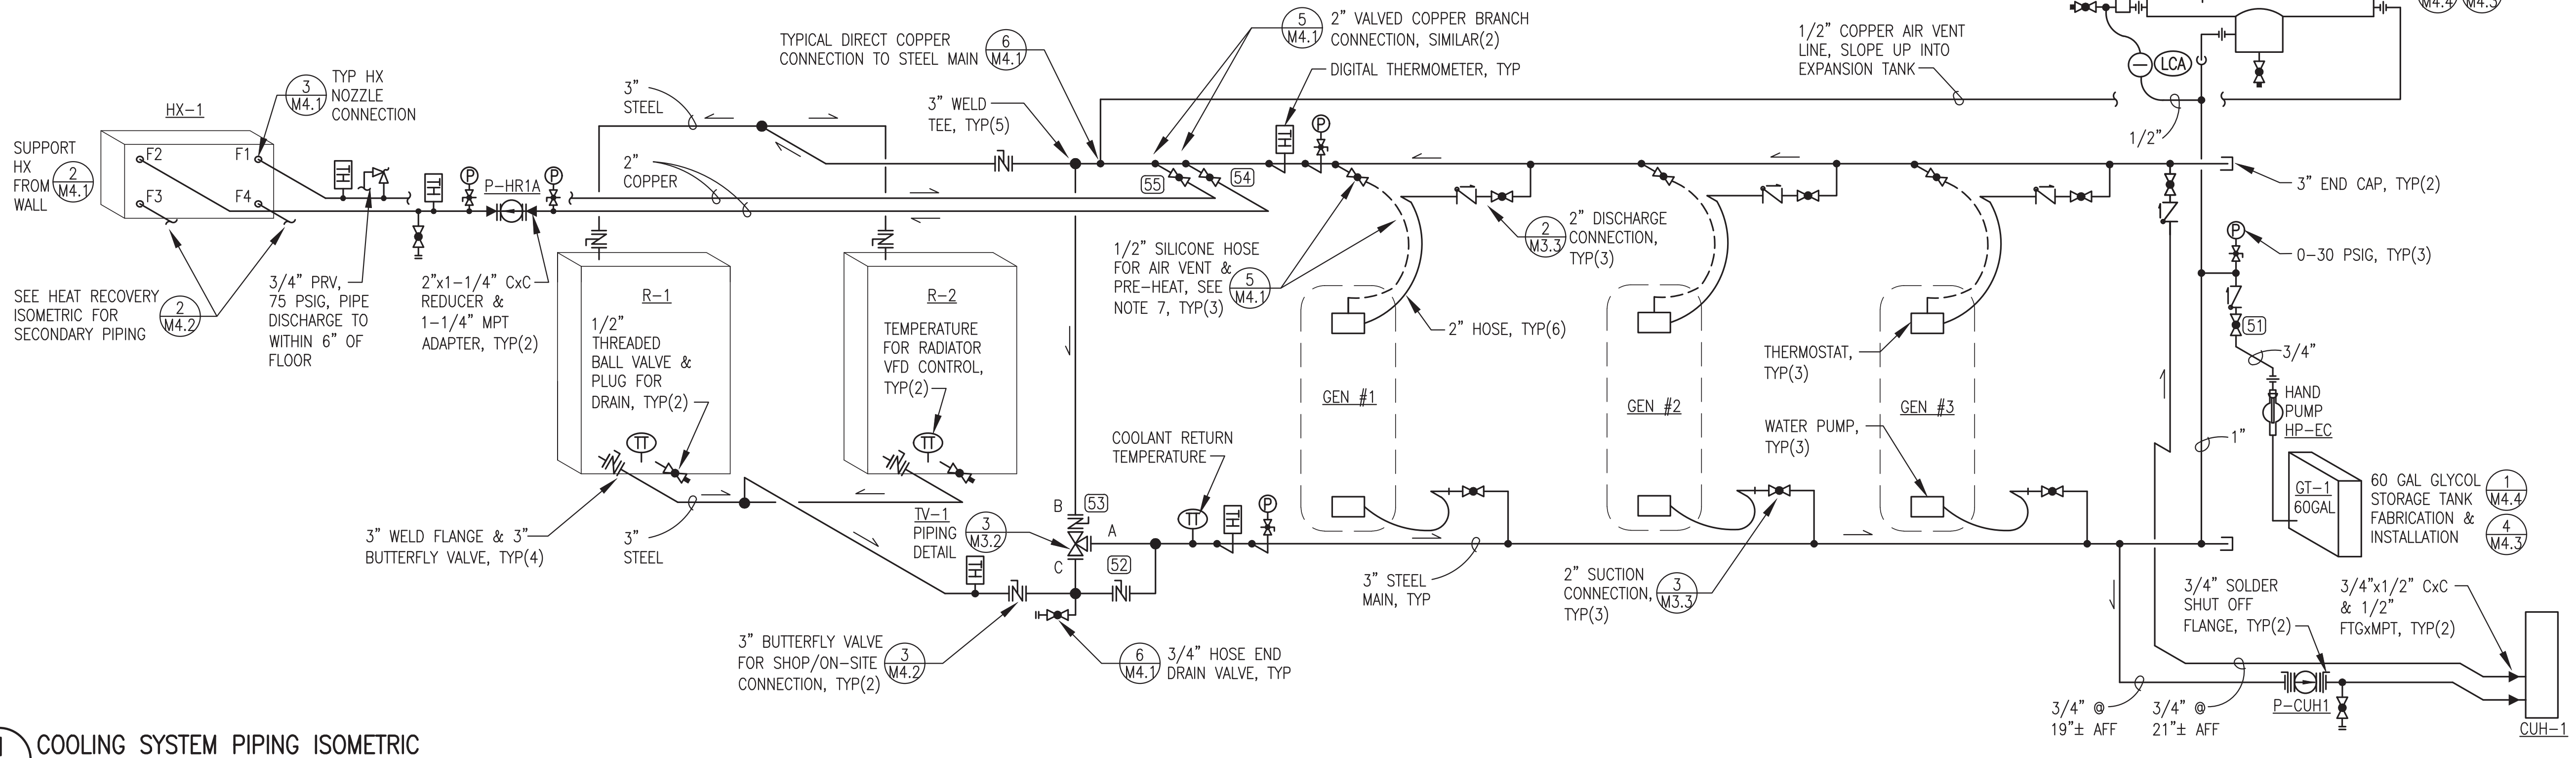 TYPICAL DIRECT COPPER
CONNECTION TO STEEL MAIN
6
M4.1
5
M4.1
2" VALVED COPPER BRANCH
CONNECTION, SIMILAR(2)
DIGITAL THERMOMETER, TYP
1/2" COPPER AIR VENT
LINE, SLOPE UP INTO
EXPANSION TANK
LCA
1/2"
3
M4.1
TYP HX
NOZZLE
CONNECTION
HX-1
3"
STEEL
3" WELD
TEE, TYP(5)
SUPPORT
HX
FROM
WALL
2
M4.1
F2
F1
F3
F4
TH
TH
P
P-HR1A
P
2"
COPPER
55
54
TH
P
3" END CAP, TYP(2)
P
0-30 PSIG, TYP(3)
2
M3.3
2" DISCHARGE
CONNECTION,
TYP(3)
1/2" SILICONE HOSE
FOR AIR VENT &
PRE-HEAT, SEE
NOTE 7, TYP(3)
5
M4.1
2" HOSE, TYP(6)
SEE HEAT RECOVERY
ISOMETRIC FOR
SECONDARY PIPING
2
M4.2
3/4" PRV,
75 PSIG, PIPE
DISCHARGE TO
WITHIN 6" OF
FLOOR
2"x1-1/4" CxC
REDUCER &
1-1/4" MPT
ADAPTER, TYP(2)
R-1
1/2"
THREADED
BALL VALVE &
PLUG FOR
DRAIN, TYP(2)
R-2
TEMPERATURE
FOR RADIATOR
VFD CONTROL,
TYP(2)
TT
TT
THERMOSTAT,
TYP(3)
GEN #1
GEN #2
GEN #3
WATER PUMP,
TYP(3)
51
3/4"
HAND
PUMP
HP-EC
1"
GT-1
60GAL
60 GAL GLYCOL
STORAGE TANK
FABRICATION &
INSTALLATION
1
M4.4
4
M4.3
COOLANT RETURN
TEMPERATURE
TT
TH
P
B
53
A
C
52
TV-1
PIPING
DETAIL
3
M3.2
TH
3" WELD FLANGE & 3"
BUTTERFLY VALVE, TYP(4)
3"
STEEL
3" STEEL
MAIN, TYP
2" SUCTION
CONNECTION,
TYP(3)
3
M3.3
3" BUTTERFLY VALVE
FOR SHOP/ON-SITE
CONNECTION, TYP(2)
3
M4.2
6
M4.1
3/4" HOSE END
DRAIN VALVE, TYP
3/4" SOLDER
SHUT OFF
FLANGE, TYP(2)
3/4"x1/2" CxC
& 1/2"
FTGxMPT, TYP(2)
3/4" @
19"± AFF
3/4" @
21"± AFF
P-CUH1
CUH-1
COOLING SYSTEM PIPING ISOMETRIC